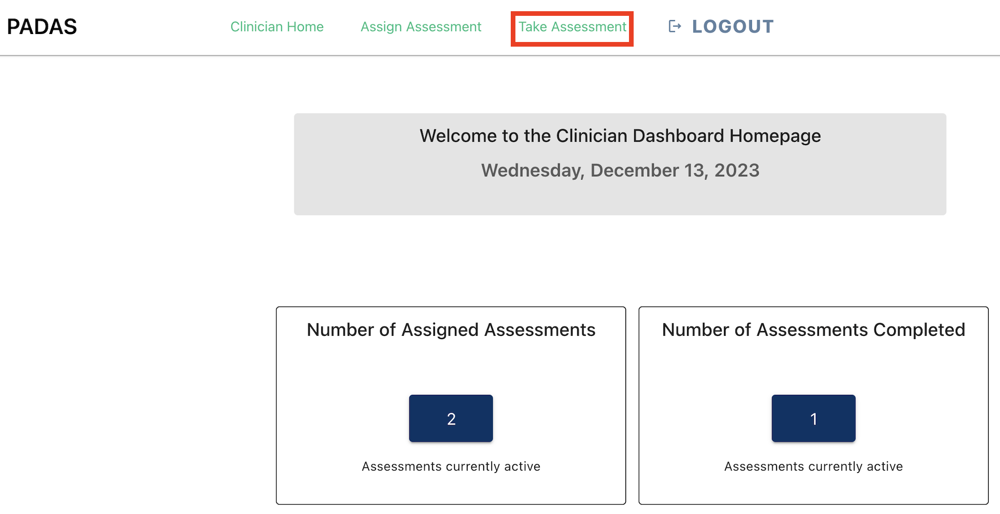 PADAS
Clinician Home
Assign Assessment
Take Assessment
LOGOUT
Welcome to the Clinician Dashboard Homepage
Wednesday, December 13, 2023
Number of Assigned Assessments
2
Assessments currently active
Number of Assessments Completed
1
Assessments currently active